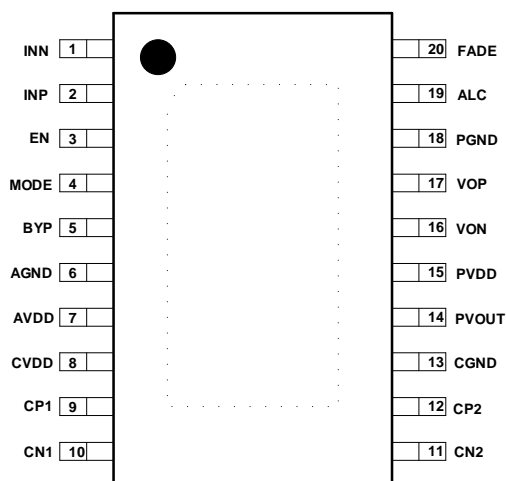 INN 1 20 FADE
INP 2 19 ALC
EN 3 18 PGND
MODE 4 17 VOP
BYP 5 16 VON
AGND 6 15 PVDD
AVDD 7 14 PVOUT
CVDD 8 13 CGND
CP1 9 12 CP2
CN1 10 11 CN2